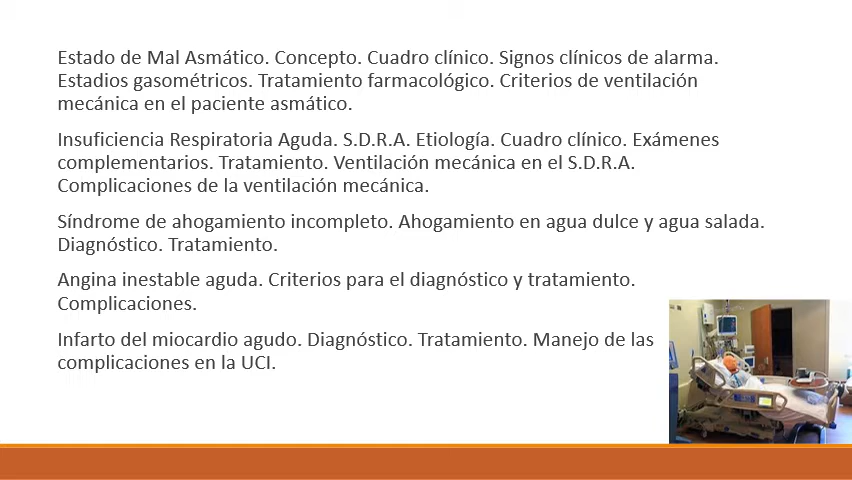 Estado de Mal Asmático. Concepto. Cuadro clínico. Signos clínicos de alarma.
Estadios gasométricos. Tratamiento farmacológico. Criterios de ventilación
mecánica en el paciente asmático.
Insuficiencia Respiratoria Aguda. S.D.R.A. Etiología. Cuadro clínico. Exámenes
complementarios. Tratamiento. Ventilación mecánica en el S.D.R.A.
Complicaciones de la ventilación mecánica.
Síndrome de ahogamiento incompleto. Ahogamiento en agua dulce y agua salada.
Diagnóstico. Tratamiento.
Angina inestable aguda. Criterios para el diagnóstico y tratamiento.
Complicaciones.
Infarto del miocardio agudo. Diagnóstico. Tratamiento. Manejo de las
complicaciones en la UCI.